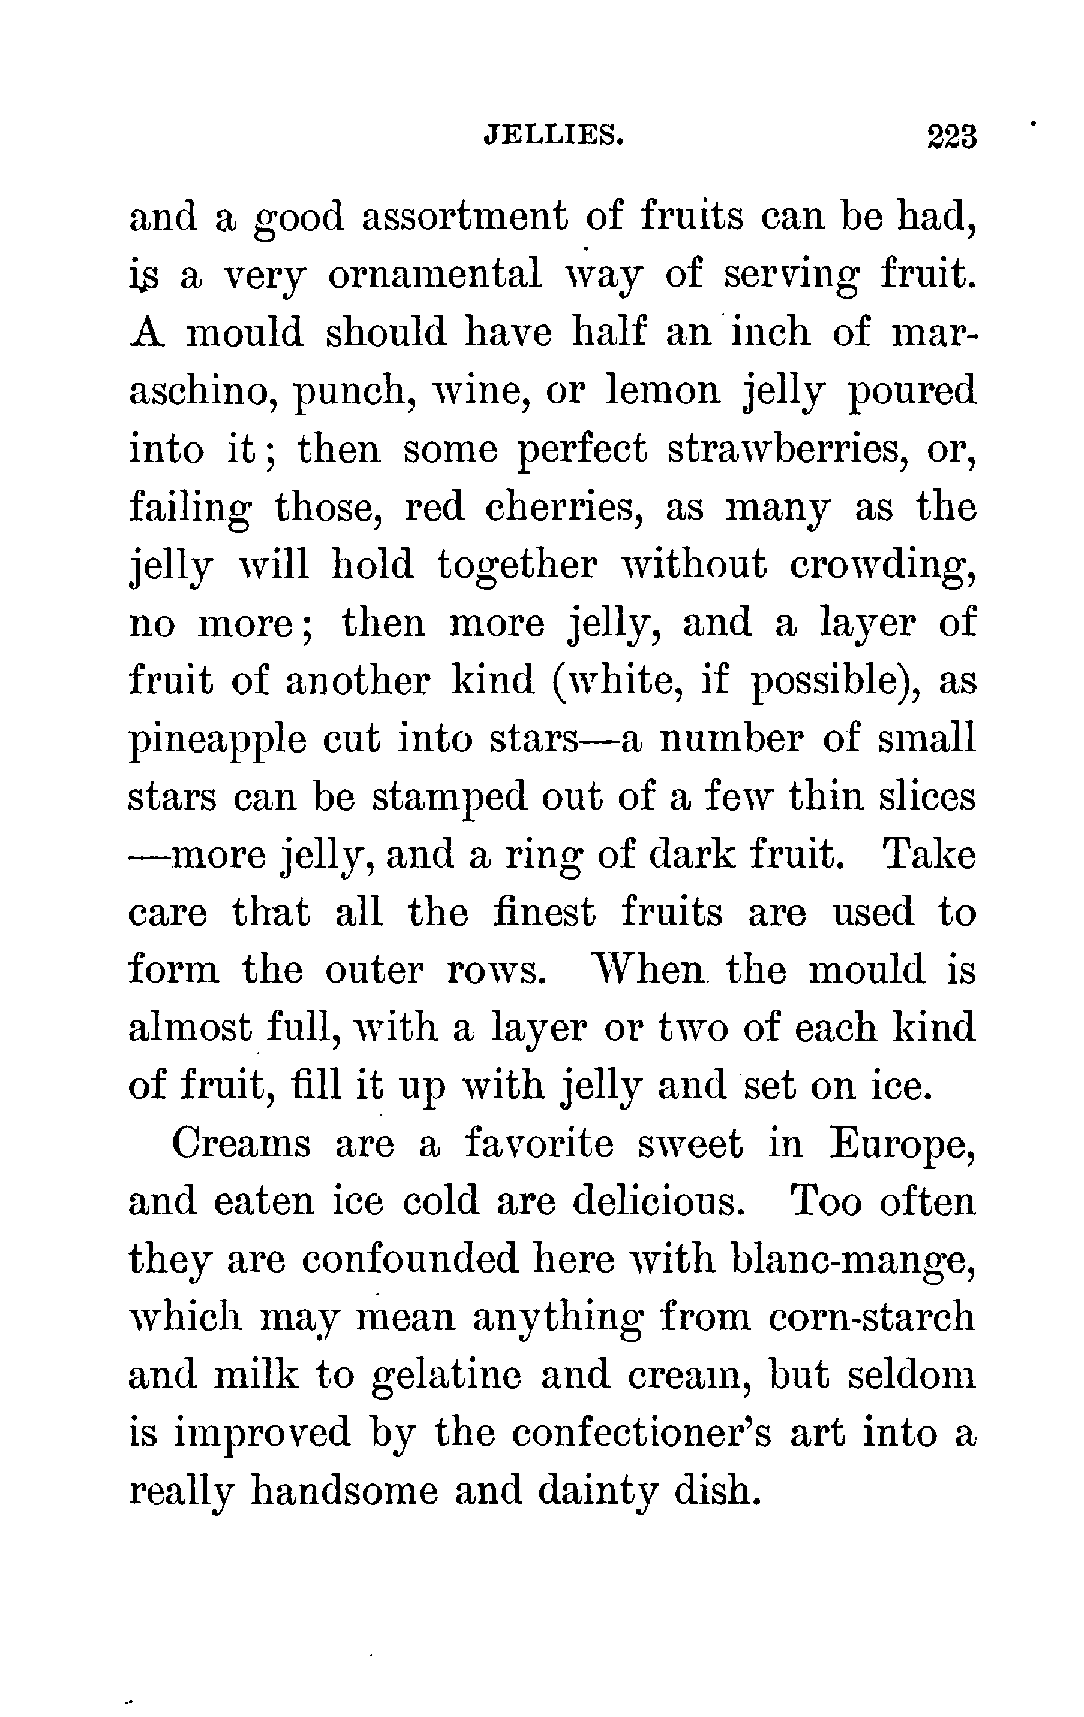 JELLIES. 223
and a good assortment of fruits can be had,
is a very ornamental way of serving fruit.
A mould should have half an inch of mar-
aschino, punch, wine, or lemon jelly poured
into it; then some perfect strawberries, or,
failing those, red cherries, as many as the
jelly will hold together without crowding,
no more; then more jelly, and a layer of
fruit of another kind (white, if possible), as
pineapple cut into stars—a number of small
stars can be stamped out of a few thin slices
—more jelly, and a ring of dark fruit. Take
care that all the finest fruits are used to
form the outer rows. When the mould is
almost full, with a layer or two of each kind
of fruit, fill it up with jelly and set on ice.
Creams are a favorite sweet in Europe,
and eaten ice cold are delicious. Too often
they are confounded here with blanc-mange,
which may mean anything from corn-starch
and milk to gelatine and cream, but seldom
is improved by the confectioner's art into a
really handsome and dainty dish.